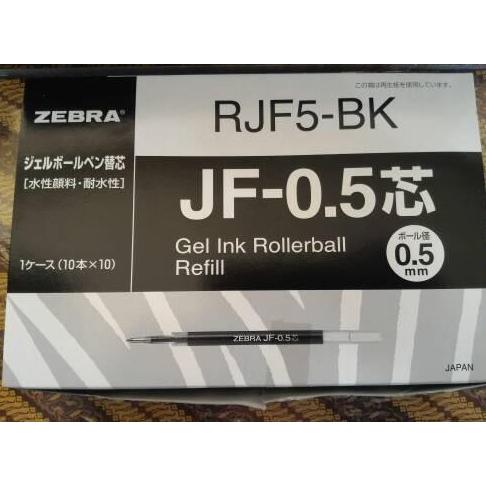 この箱は再生紙を使用しています。
ZEBRA®
RJF5-BK
ジェルボールペン替芯
[水性顔料・耐水性]
JF-0.5芯
Gel Ink Rollerball
Refill
ボール径
0.5
mm
1ケース(10本×10)
ZEBRA JF-0.5芯
JAPAN